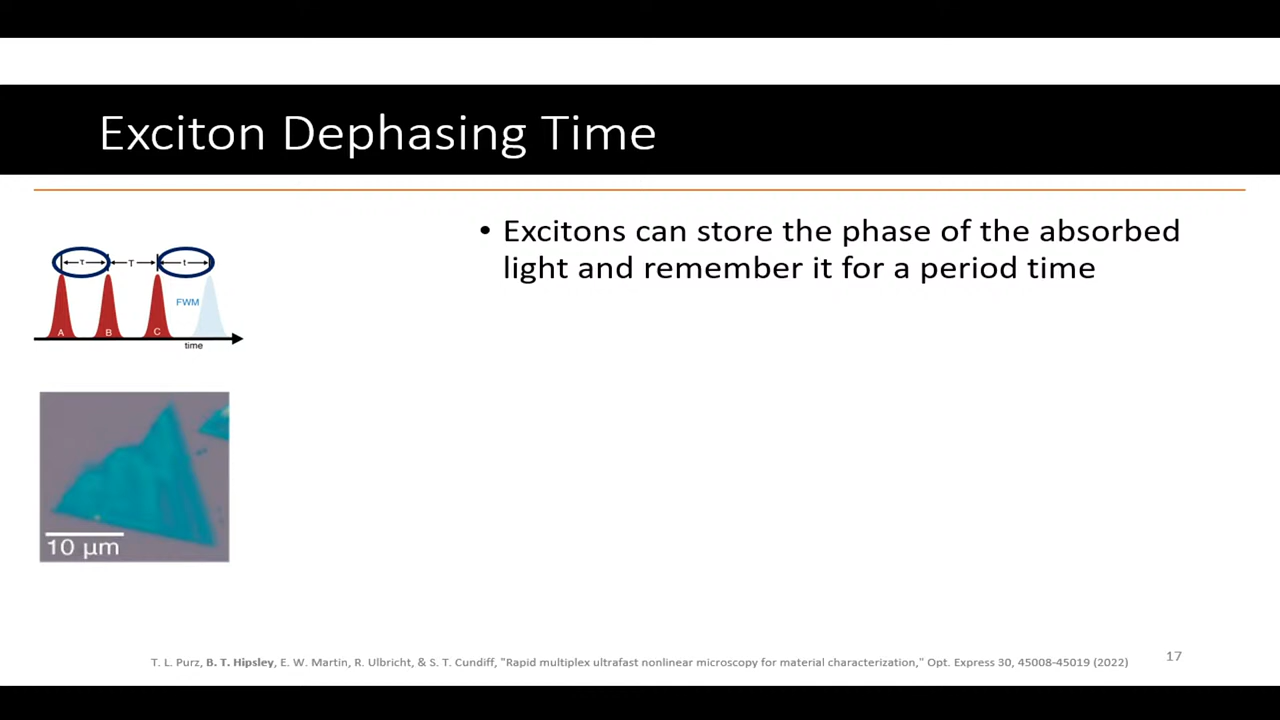 Exciton Dephasing Time
• Excitons can store the phase of the absorbed
light and remember it for a period time
τ T t
FWM
A B C
time
10 µm
T. L. Purz, B. T. Hipsley, E. W. Martin, R. Ulbricht, & S. T. Cundiff, "Rapid multiplex ultrafast nonlinear microscopy for material characterization," Opt. Express 30, 45008-45019 (2022)
17